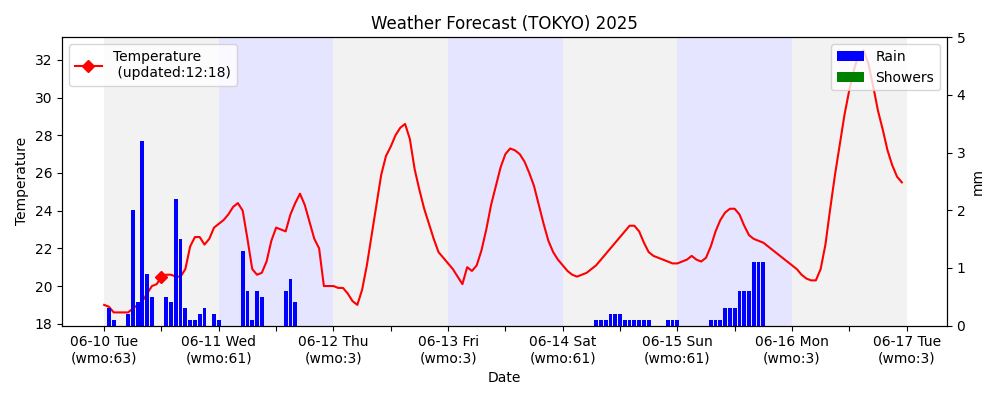 Weather Forecast (TOKYO) 2025
Temperature
(updated:12:18)
Rain
Showers
Temperature
32
30
28
26
24
22
20
18
5
4
3
2
1
0
mm
06-10 Tue
(wmo:63)
06-11 Wed
(wmo:61)
06-12 Thu
(wmo:3)
06-13 Fri
(wmo:3)
06-14 Sat
(wmo:61)
06-15 Sun
(wmo:61)
06-16 Mon
(wmo:3)
06-17 Tue
(wmo:3)
Date